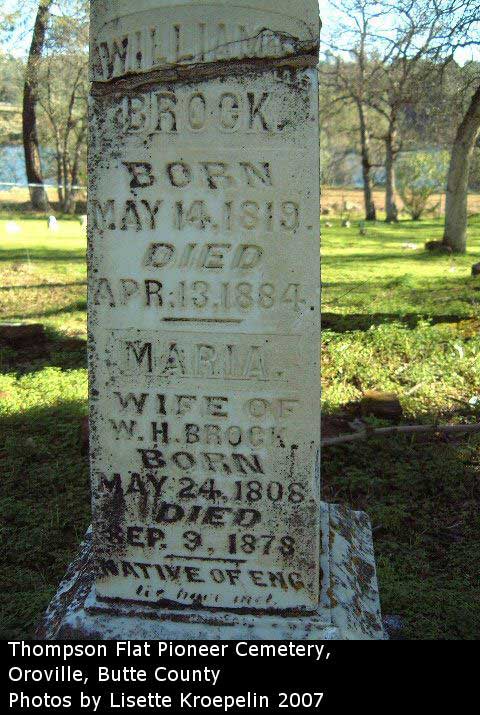 WILLIAM
BROCK.
BORN
MAY 14.1819.
DIED
APR.13.1884.
MARIA.
WIFE OF
W.H.BROCK.
BORN
MAY 24.1808
DIED
SEP. 3, 1878
NATIVE OF ENG
Thompson Flat Pioneer Cemetery,
Oroville, Butte County
Photos by Lisette Kroepelin 2007